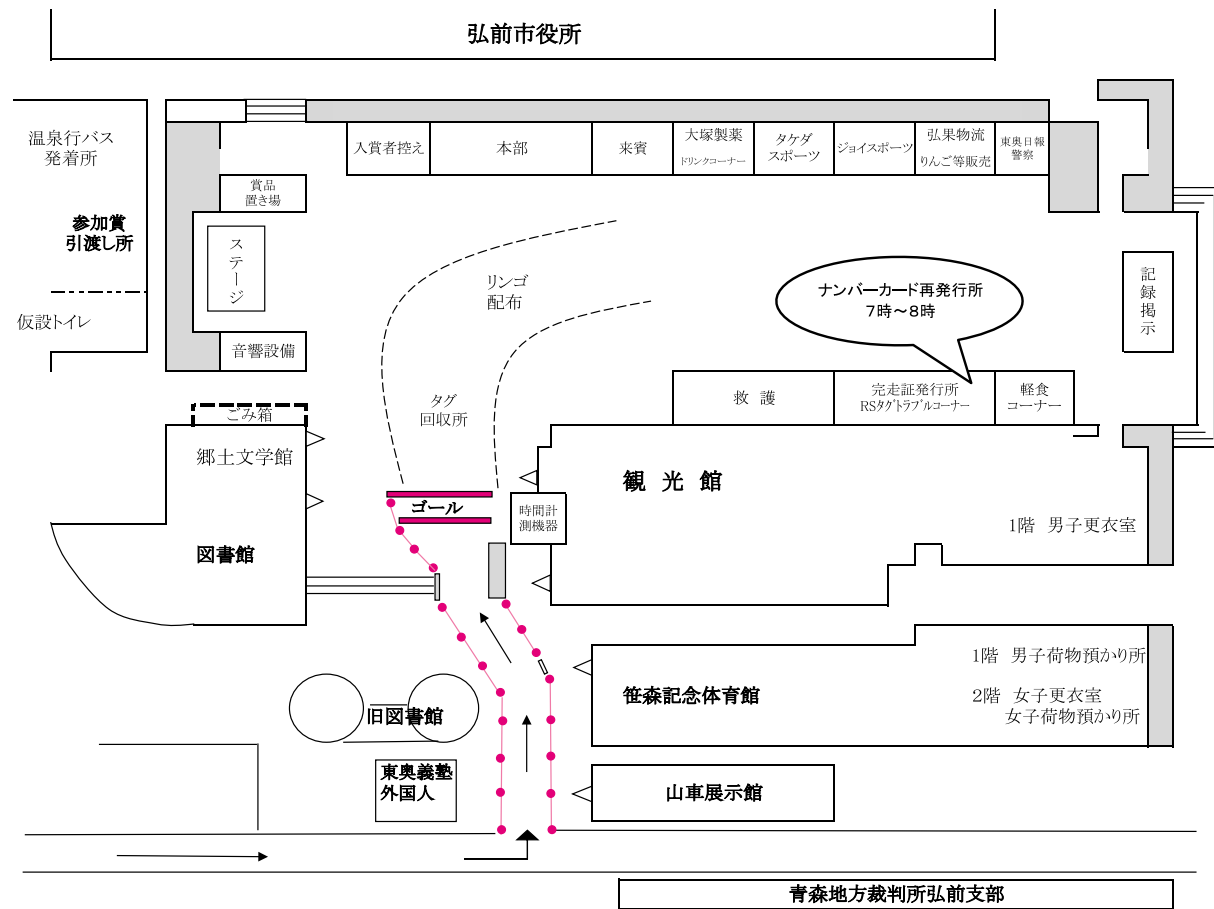 弘前市役所
温泉行バス
発着所
参加賞
引渡し所
仮設トイレ
入賞者控え
本部
来賓
大塚製薬
ドリンクコーナー
タケダ
スポーツ
ジョイスポーツ
弘果物流
りんご等販売
東奥日報
警察
賞品
置き場
ステージ
音響設備
リンゴ
配布
ナンバーカード再発行所
7時～8時
記録掲示
タグ
回収所
救 護
完走証発行所
RSタグトラブルコーナー
軽食
コーナー
ごみ箱
郷土文学館
図書館
ゴール
時間計
測機器
観 光 館
1階 男子更衣室
笹森記念体育館
1階 男子荷物預かり所
2階 女子更衣室
女子荷物預かり所
旧図書館
東奥義塾
外国人
山車展示館
青森地方裁判所弘前支部